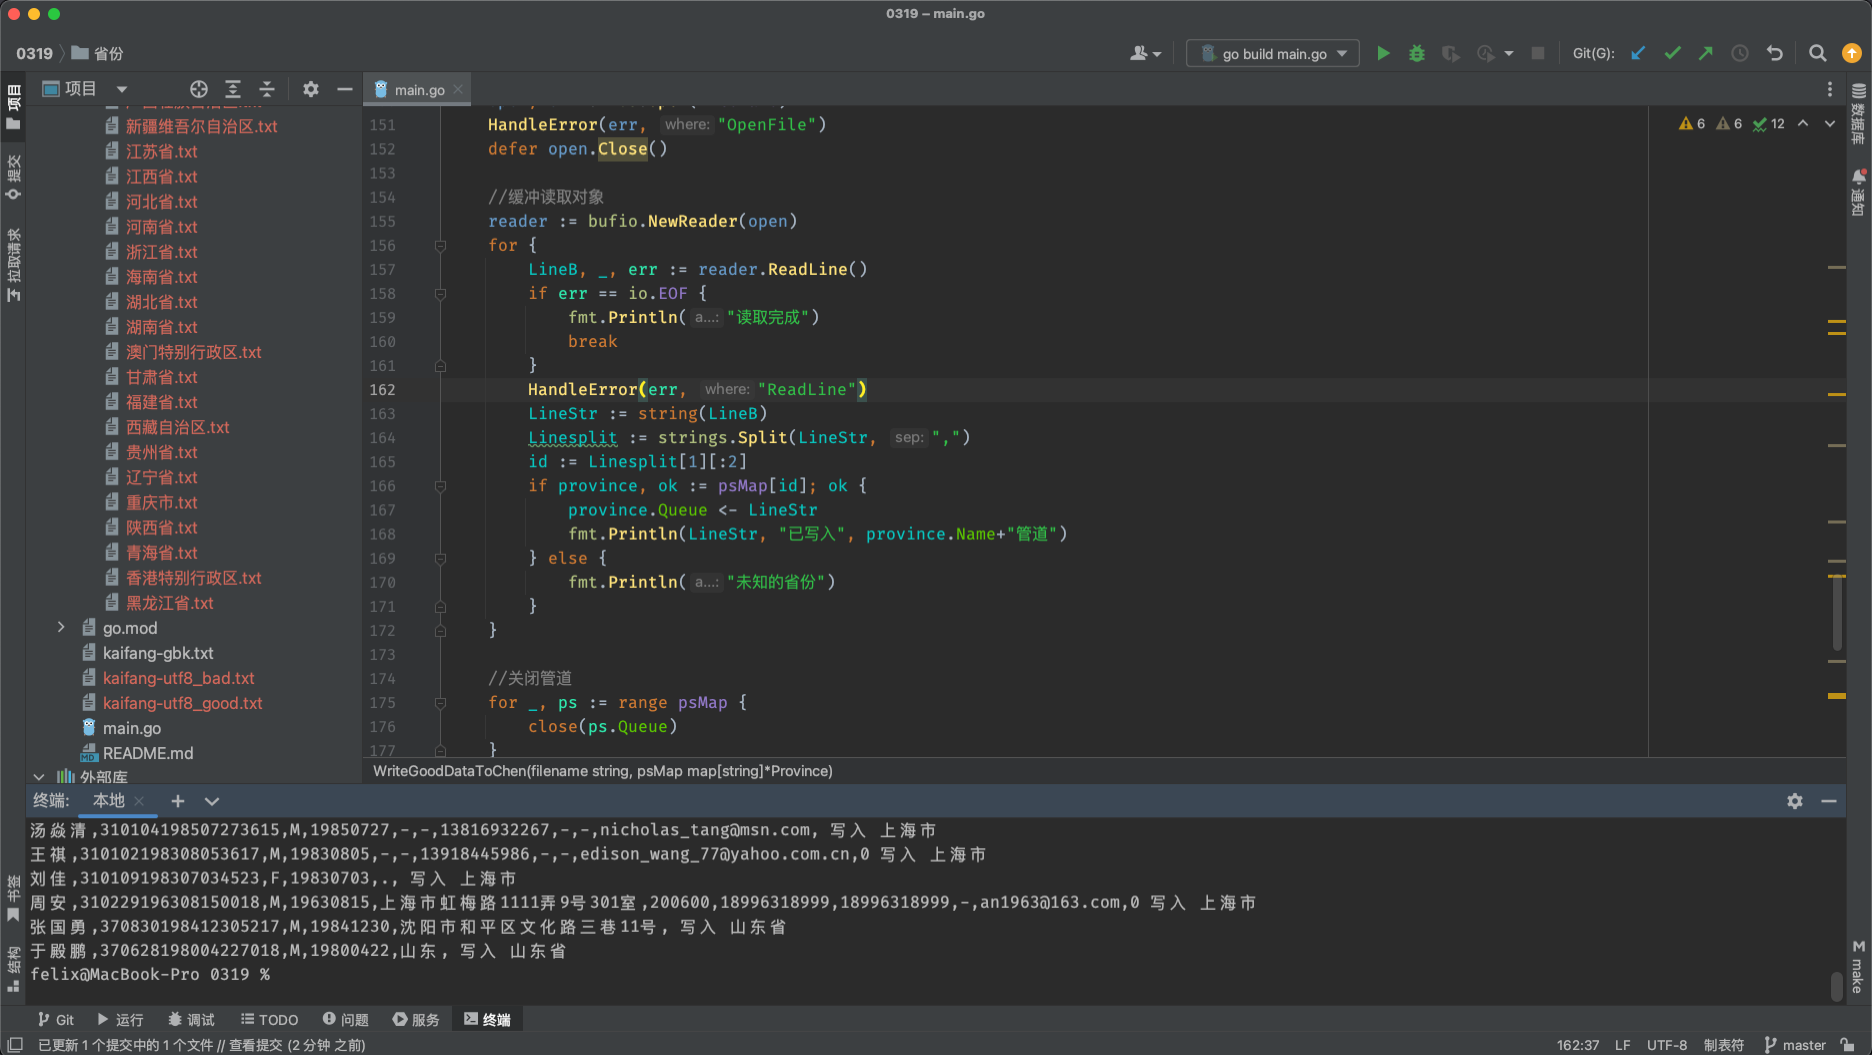 0319 – main.go
0319 省份
go build main.go
Git(G):
项目
main.go
新疆维吾尔自治区.txt
江苏省.txt
江西省.txt
河北省.txt
河南省.txt
浙江省.txt
海南省.txt
湖北省.txt
湖南省.txt
澳门特别行政区.txt
甘肃省.txt
福建省.txt
西藏自治区.txt
贵州省.txt
辽宁省.txt
重庆市.txt
陕西省.txt
青海省.txt
香港特别行政区.txt
黑龙江省.txt
go.mod
kaifang-gbk.txt
kaifang-utf8_bad.txt
kaifang-utf8_good.txt
main.go
README.md
外部库
项目
提交
拉取请求
书签
结构
6 6 12
151 HandleError(err, where: "OpenFile")
152 defer open.Close()
153
154 //缓冲读取对象
155 reader := bufio.NewReader(open)
156 for {
157 LineB, _, err := reader.ReadLine()
158 if err == io.EOF {
159 fmt.Println( a...: "读取完成")
160 break
161 }
162 HandleError(err, where: "ReadLine")
163 LineStr := string(LineB)
164 Linesplit := strings.Split(LineStr, sep: ",")
165 id := Linesplit[1][:2]
166 if province, ok := psMap[id]; ok {
167 province.Queue <- LineStr
168 fmt.Println(LineStr, "已写入", province.Name+"管道")
169 } else {
170 fmt.Println( a...: "未知的省份")
171 }
172 }
173
174 //关闭管道
175 for _, ps := range psMap {
176 close(ps.Queue)
177 }
WriteGoodDataToChen(filename string, psMap map[string]*Province)
数据库
通知
M make
终端: 本地
汤焱清,310104198507273615,M,19850727,-,-,13816932267,-,-,nicholas_tang@msn.com, 写入 上海市
王祺,310102198308053617,M,19830805,-,-,13918445986,-,-,edison_wang_77@yahoo.com.cn,0 写入 上海市
刘佳,310109198307034523,F,19830703,., 写入 上海市
周安,310229196308150018,M,19630815,上海市虹梅路1111弄9号301室,200600,18996318999,18996318999,-,an1963@163.com,0 写入 上海市
张国勇,370830198412305217,M,19841230,沈阳市和平区文化路三巷11号, 写入 山东省
于殿鹏,370628198004227018,M,19800422,山东, 写入 山东省
felix@MacBook-Pro 0319 %
Git 运行 调试 TODO 问题 服务 终端
已更新 1 个提交中的 1 个文件 // 查看提交 (2 分钟 之前)
162:37 LF UTF-8 制表符 master